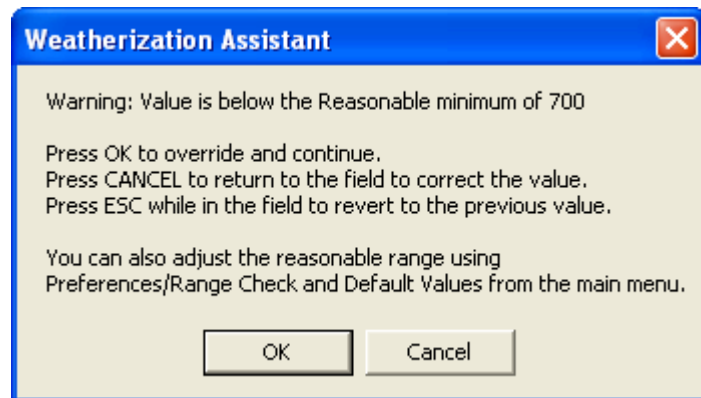 Weatherization Assistant
Warning: Value is below the Reasonable minimum of 700
Press OK to override and continue.
Press CANCEL to return to the field to correct the value.
Press ESC while in the field to revert to the previous value.
You can also adjust the reasonable range using
Preferences/Range Check and Default Values from the main menu.
OK
Cancel